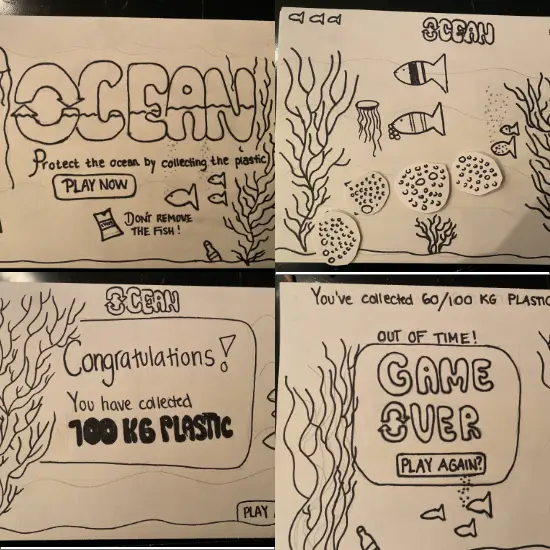 OCEAN
Protect the ocean by collecting the plastic
PLAY NOW
DON'T REMOVE
THE FISH!
OCEAN
OCEAN
Congratulations!
You have collected
100 KG PLASTIC
PLAY
You've collected 60/100 KG PLASTIC
OUT OF TIME!
GAME
OVER
PLAY AGAIN?